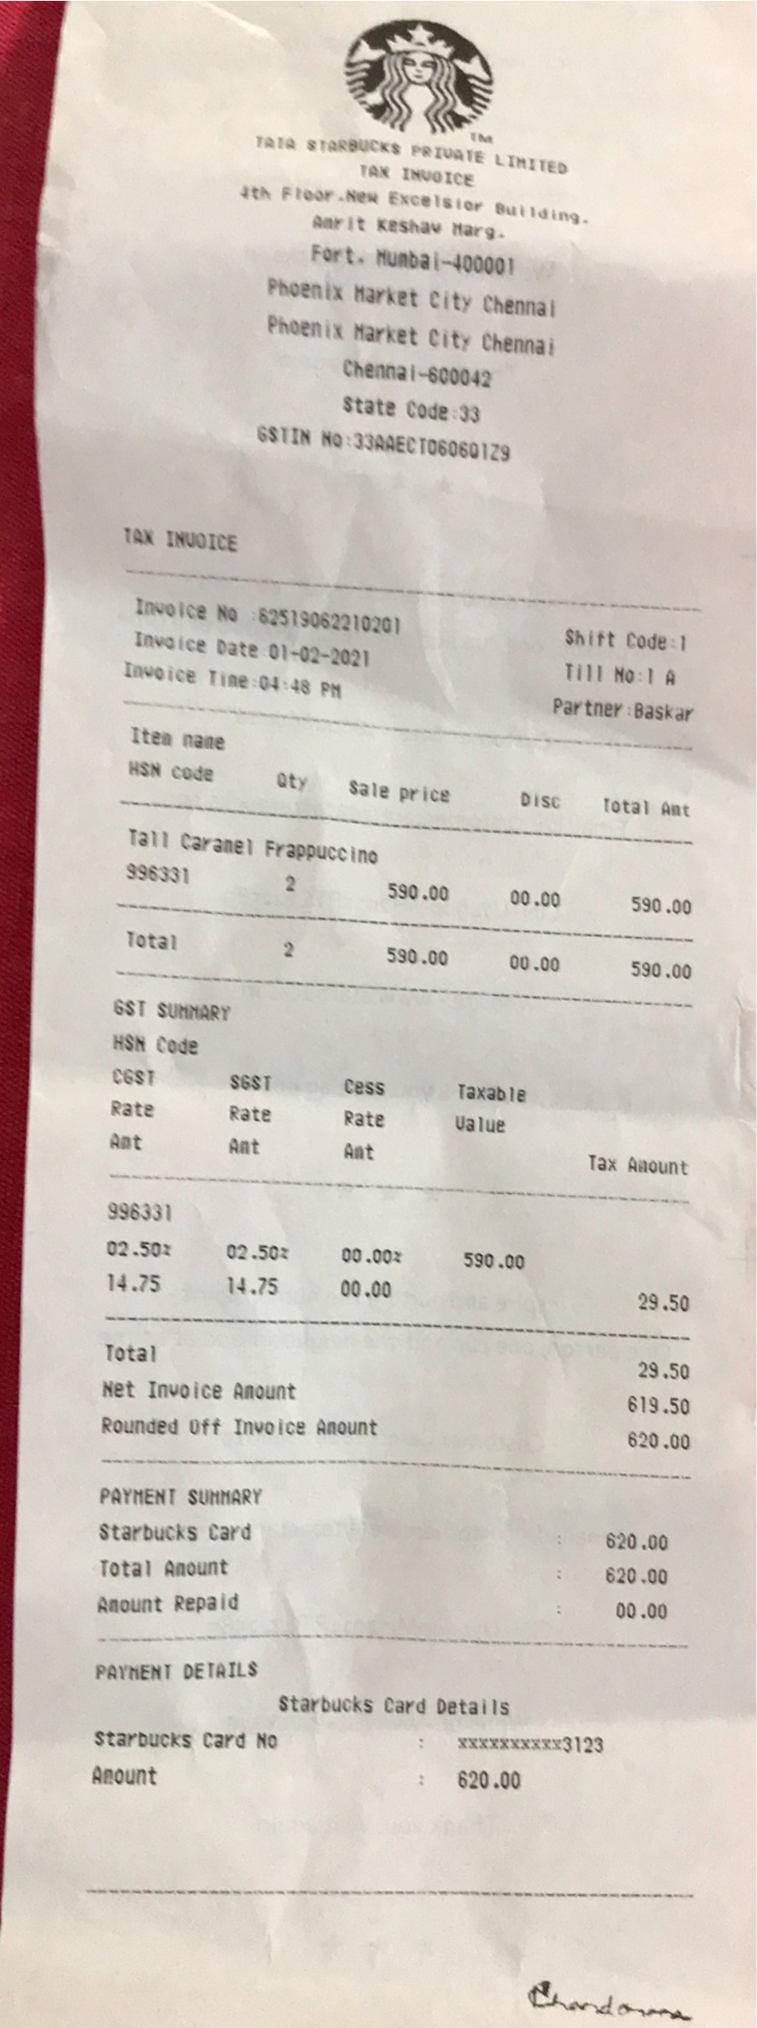 TM
TATA STARBUCKS PRIVATE LIMITED
TAX INVOICE
4th Floor.New Excelsior Building.
Amrit Keshav Marg.
Fort. Mumbai-400001
Phoenix Market City Chennai
Phoenix Market City Chennai
Chennai-600042
State Code:33
GSTIN No:33AAECT0606Q1Z9
TAX INVOICE
Invoice No :62519062210201 Shift Code:1
Invoice Date:01-02-2021 Till No:1 A
Invoice Time:04:48 PM Partner:Baskar
Item name
HSN code Qty Sale price Disc Total Amt
Tall Caramel Frappuccino
996331 2 590.00 00.00 590.00
Total 2 590.00 00.00 590.00
GST SUMMARY
HSN Code
CGST SGST Cess Taxable
Rate Rate Rate Value
Amt Amt Amt Tax Amount
996331
02.50% 02.50% 00.00% 590.00
14.75 14.75 00.00 29.50
Total 29.50
Net Invoice Amount 619.50
Rounded Off Invoice Amount 620.00
PAYMENT SUMMARY
Starbucks Card : 620.00
Total Amount : 620.00
Amount Repaid : 00.00
PAYMENT DETAILS
Starbucks Card Details
Starbucks Card No : xxxxxxxxxx3123
Amount : 620.00